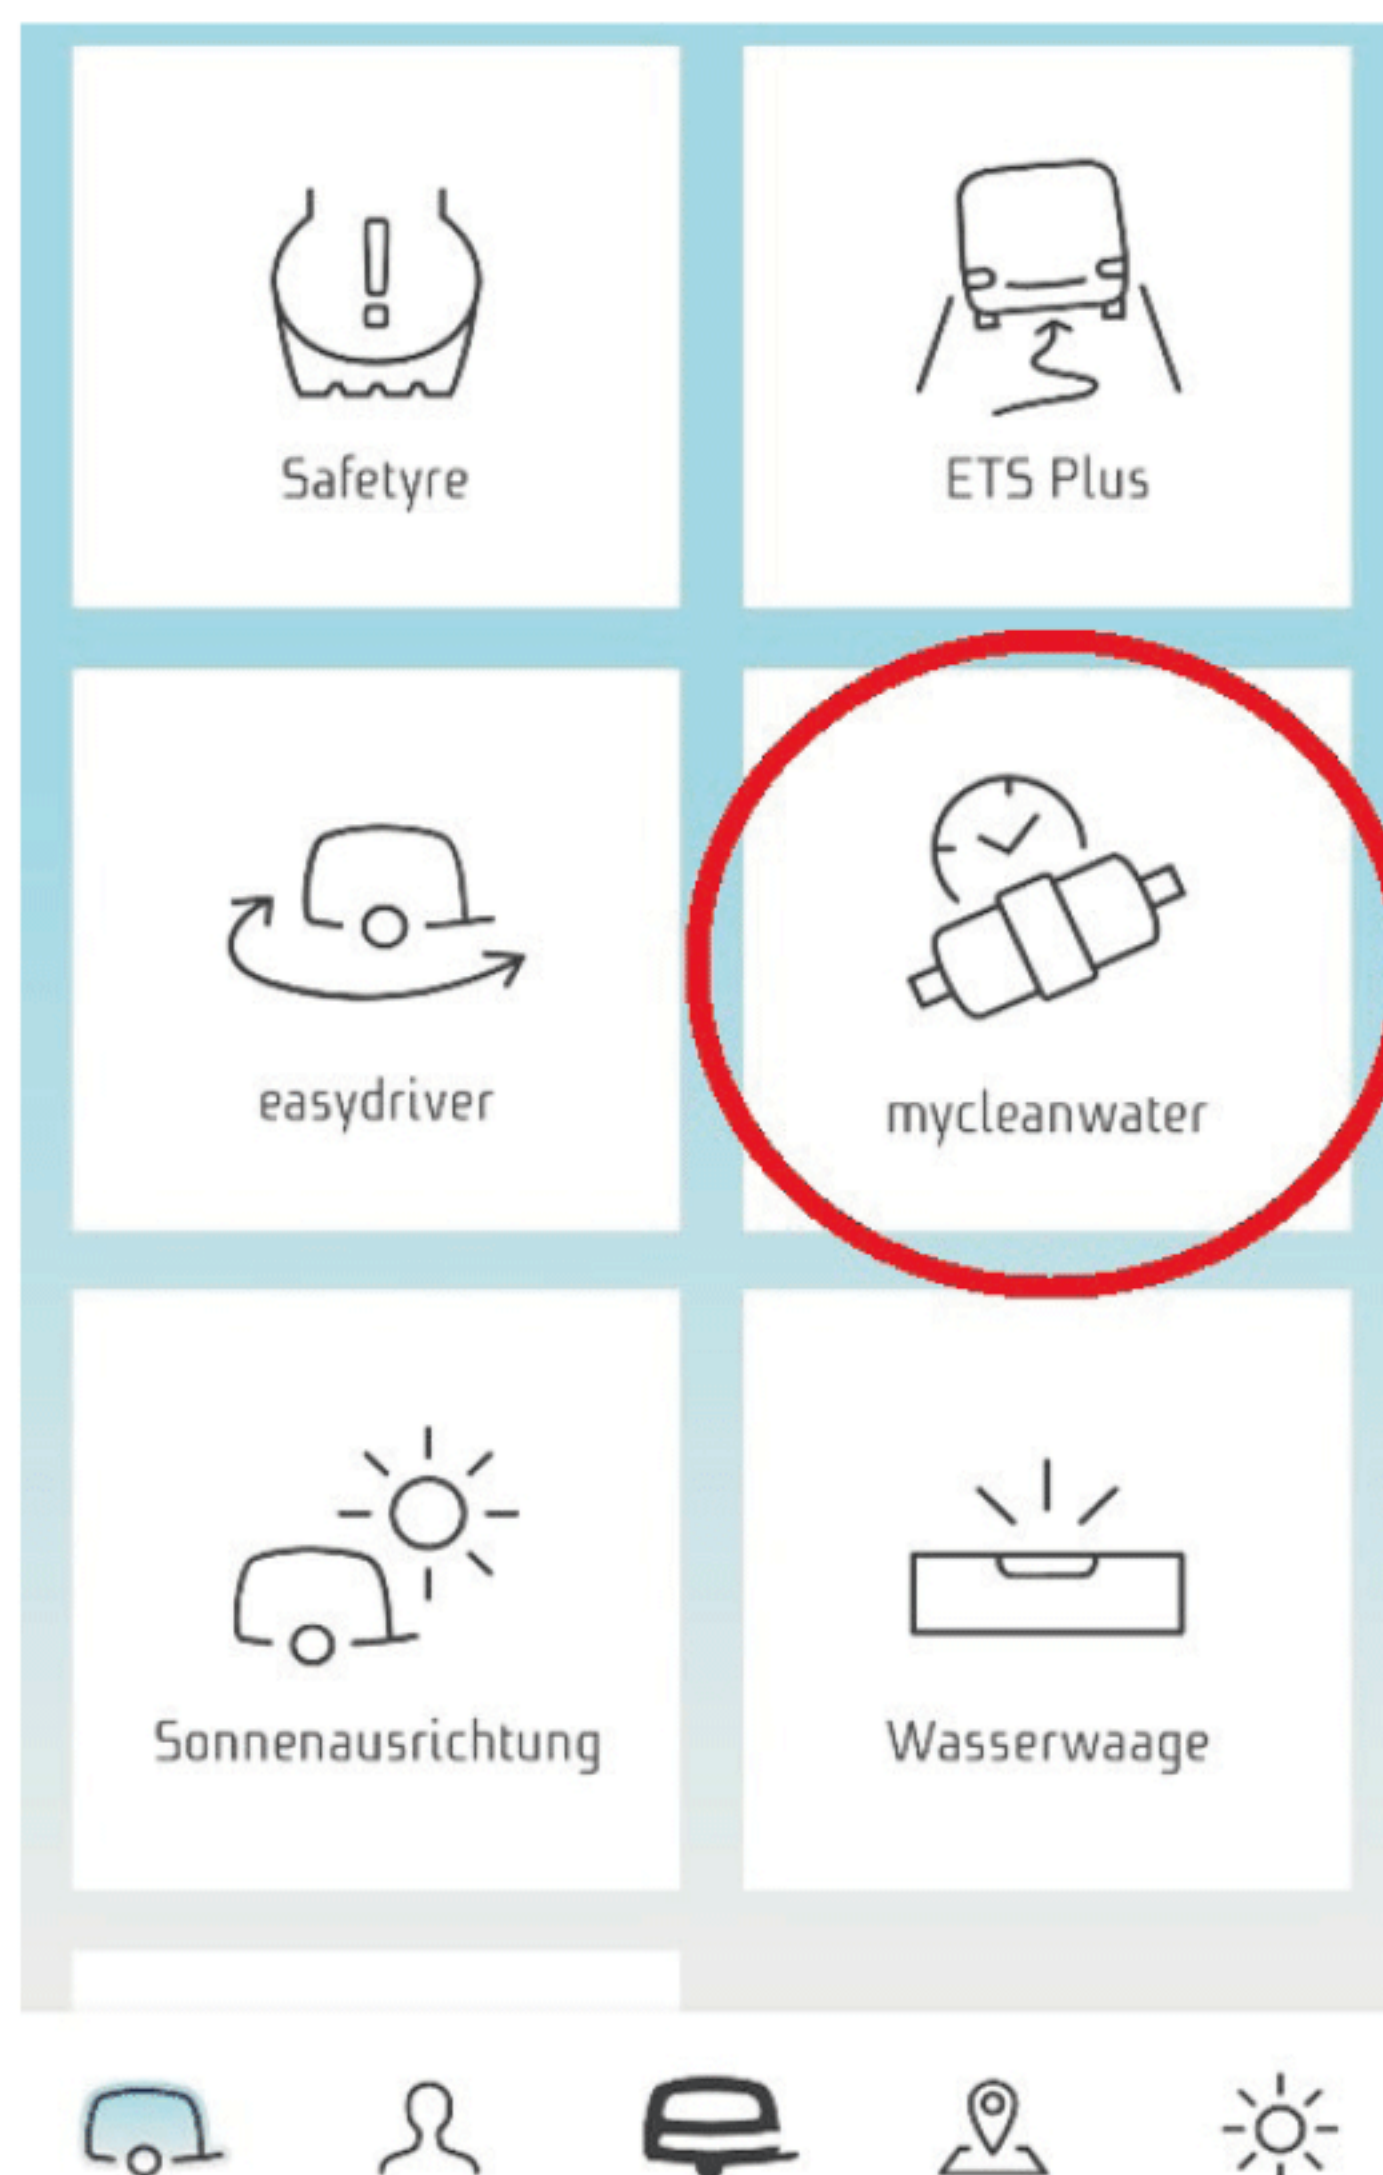 Safetyre
ETS Plus
easydriver
mycleanwater
Sonnenausrichtung
Wasserwaage